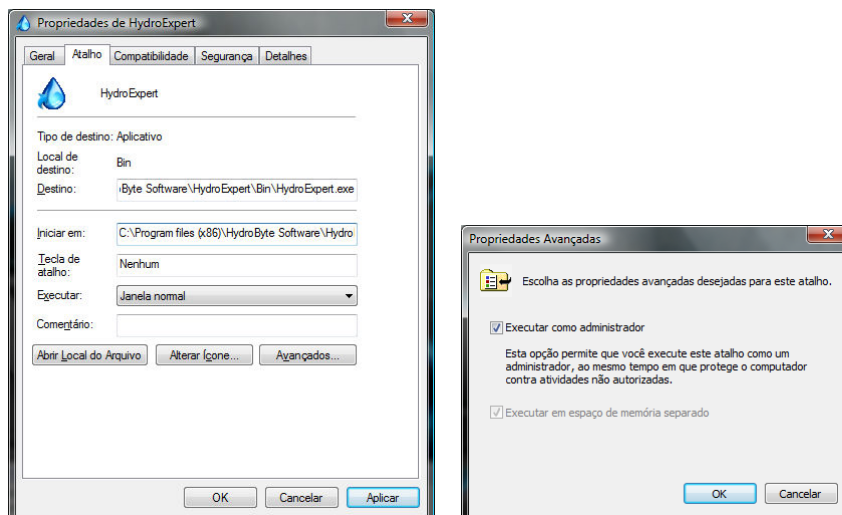 Propriedades de HydroExpert
Geral Atalho Compatibilidade Segurança Detalhes
HydroExpert
Tipo de destino: Aplicativo
Local de destino: Bin
Destino: Byte Software\HydroExpert\Bin\HydroExpert.exe
Iniciar em: C:\Program files (x86)\HydroByte Software\Hydro
Tecla de atalho: Nenhum
Executar: Janela normal
Comentário:
Abrir Local do Arquivo Alterar Ícone... Avançados...
OK Cancelar Aplicar
Propriedades Avançadas
Escolha as propriedades avançadas desejadas para este atalho.
Executar como administrador
Esta opção permite que você execute este atalho como um
administrador, ao mesmo tempo em que protege o computador
contra atividades não autorizadas.
Executar em espaço de memória separado
OK Cancelar